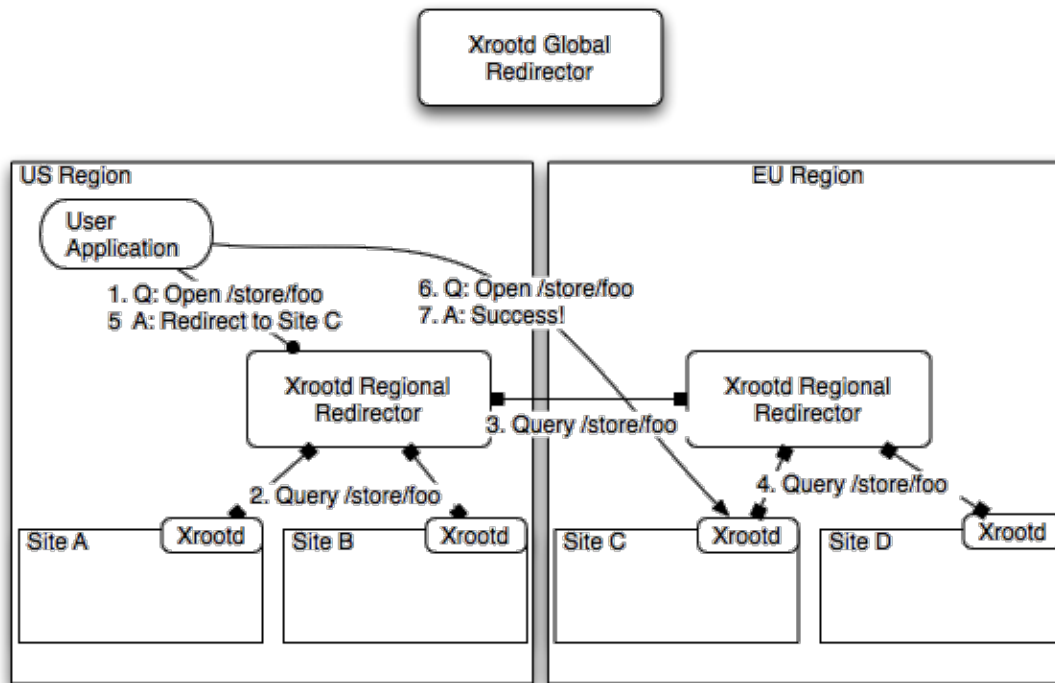 Xrootd Global
Redirector
US Region
EU Region
User
Application
1. Q: Open /store/foo
5 A: Redirect to Site C
6. Q: Open /store/foo
7. A: Success!
Xrootd Regional
Redirector
Xrootd Regional
Redirector
3. Query /store/foo
2. Query /store/foo
4. Query /store/foo
Site A
Xrootd
Site B
Xrootd
Site C
Xrootd
Site D
Xrootd